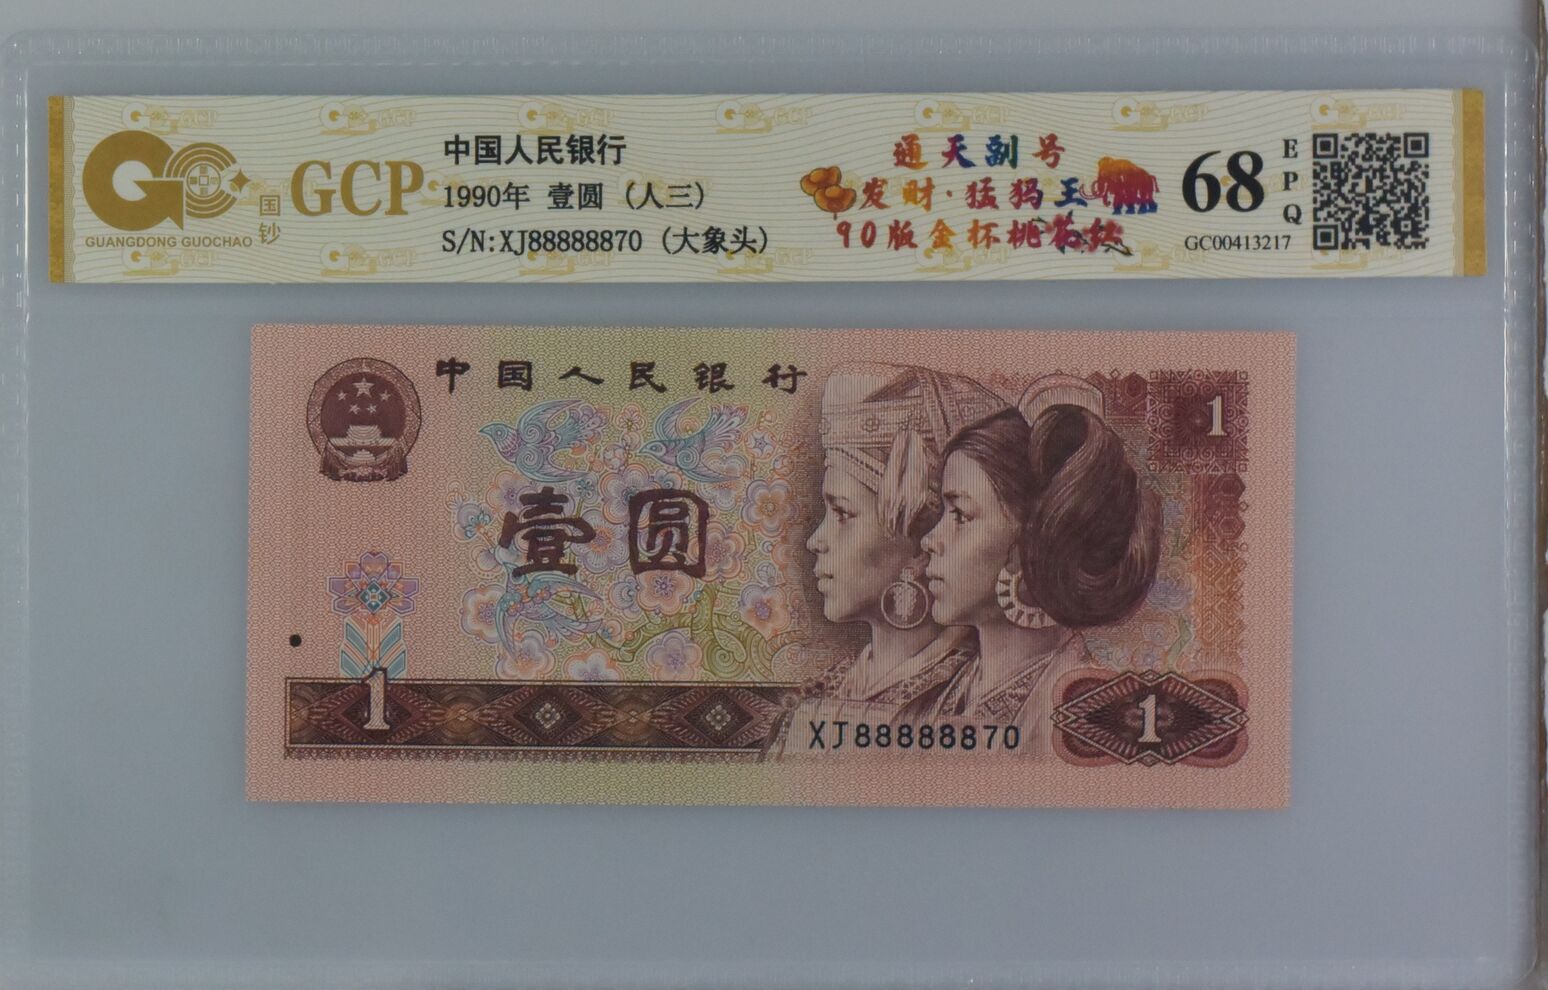 GCP
国钞
GUANGDONG GUOCHAO
中国人民银行
1990年 壹圆 (人三)
S/N:XJ88888870 (大象头)
通天副号
发财·猛犸王
90版金杯桃花红
68
EPQ
GC00413217
中国人民银行
1
壹圆
1
XJ88888870
1